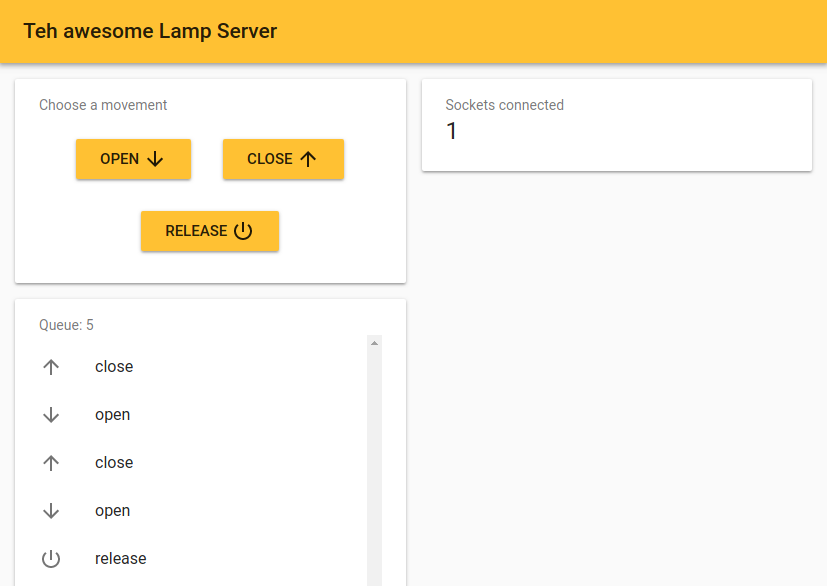 Teh awesome Lamp Server
Choose a movement
OPEN
CLOSE
RELEASE
Sockets connected
1
Queue: 5
close
open
close
open
release